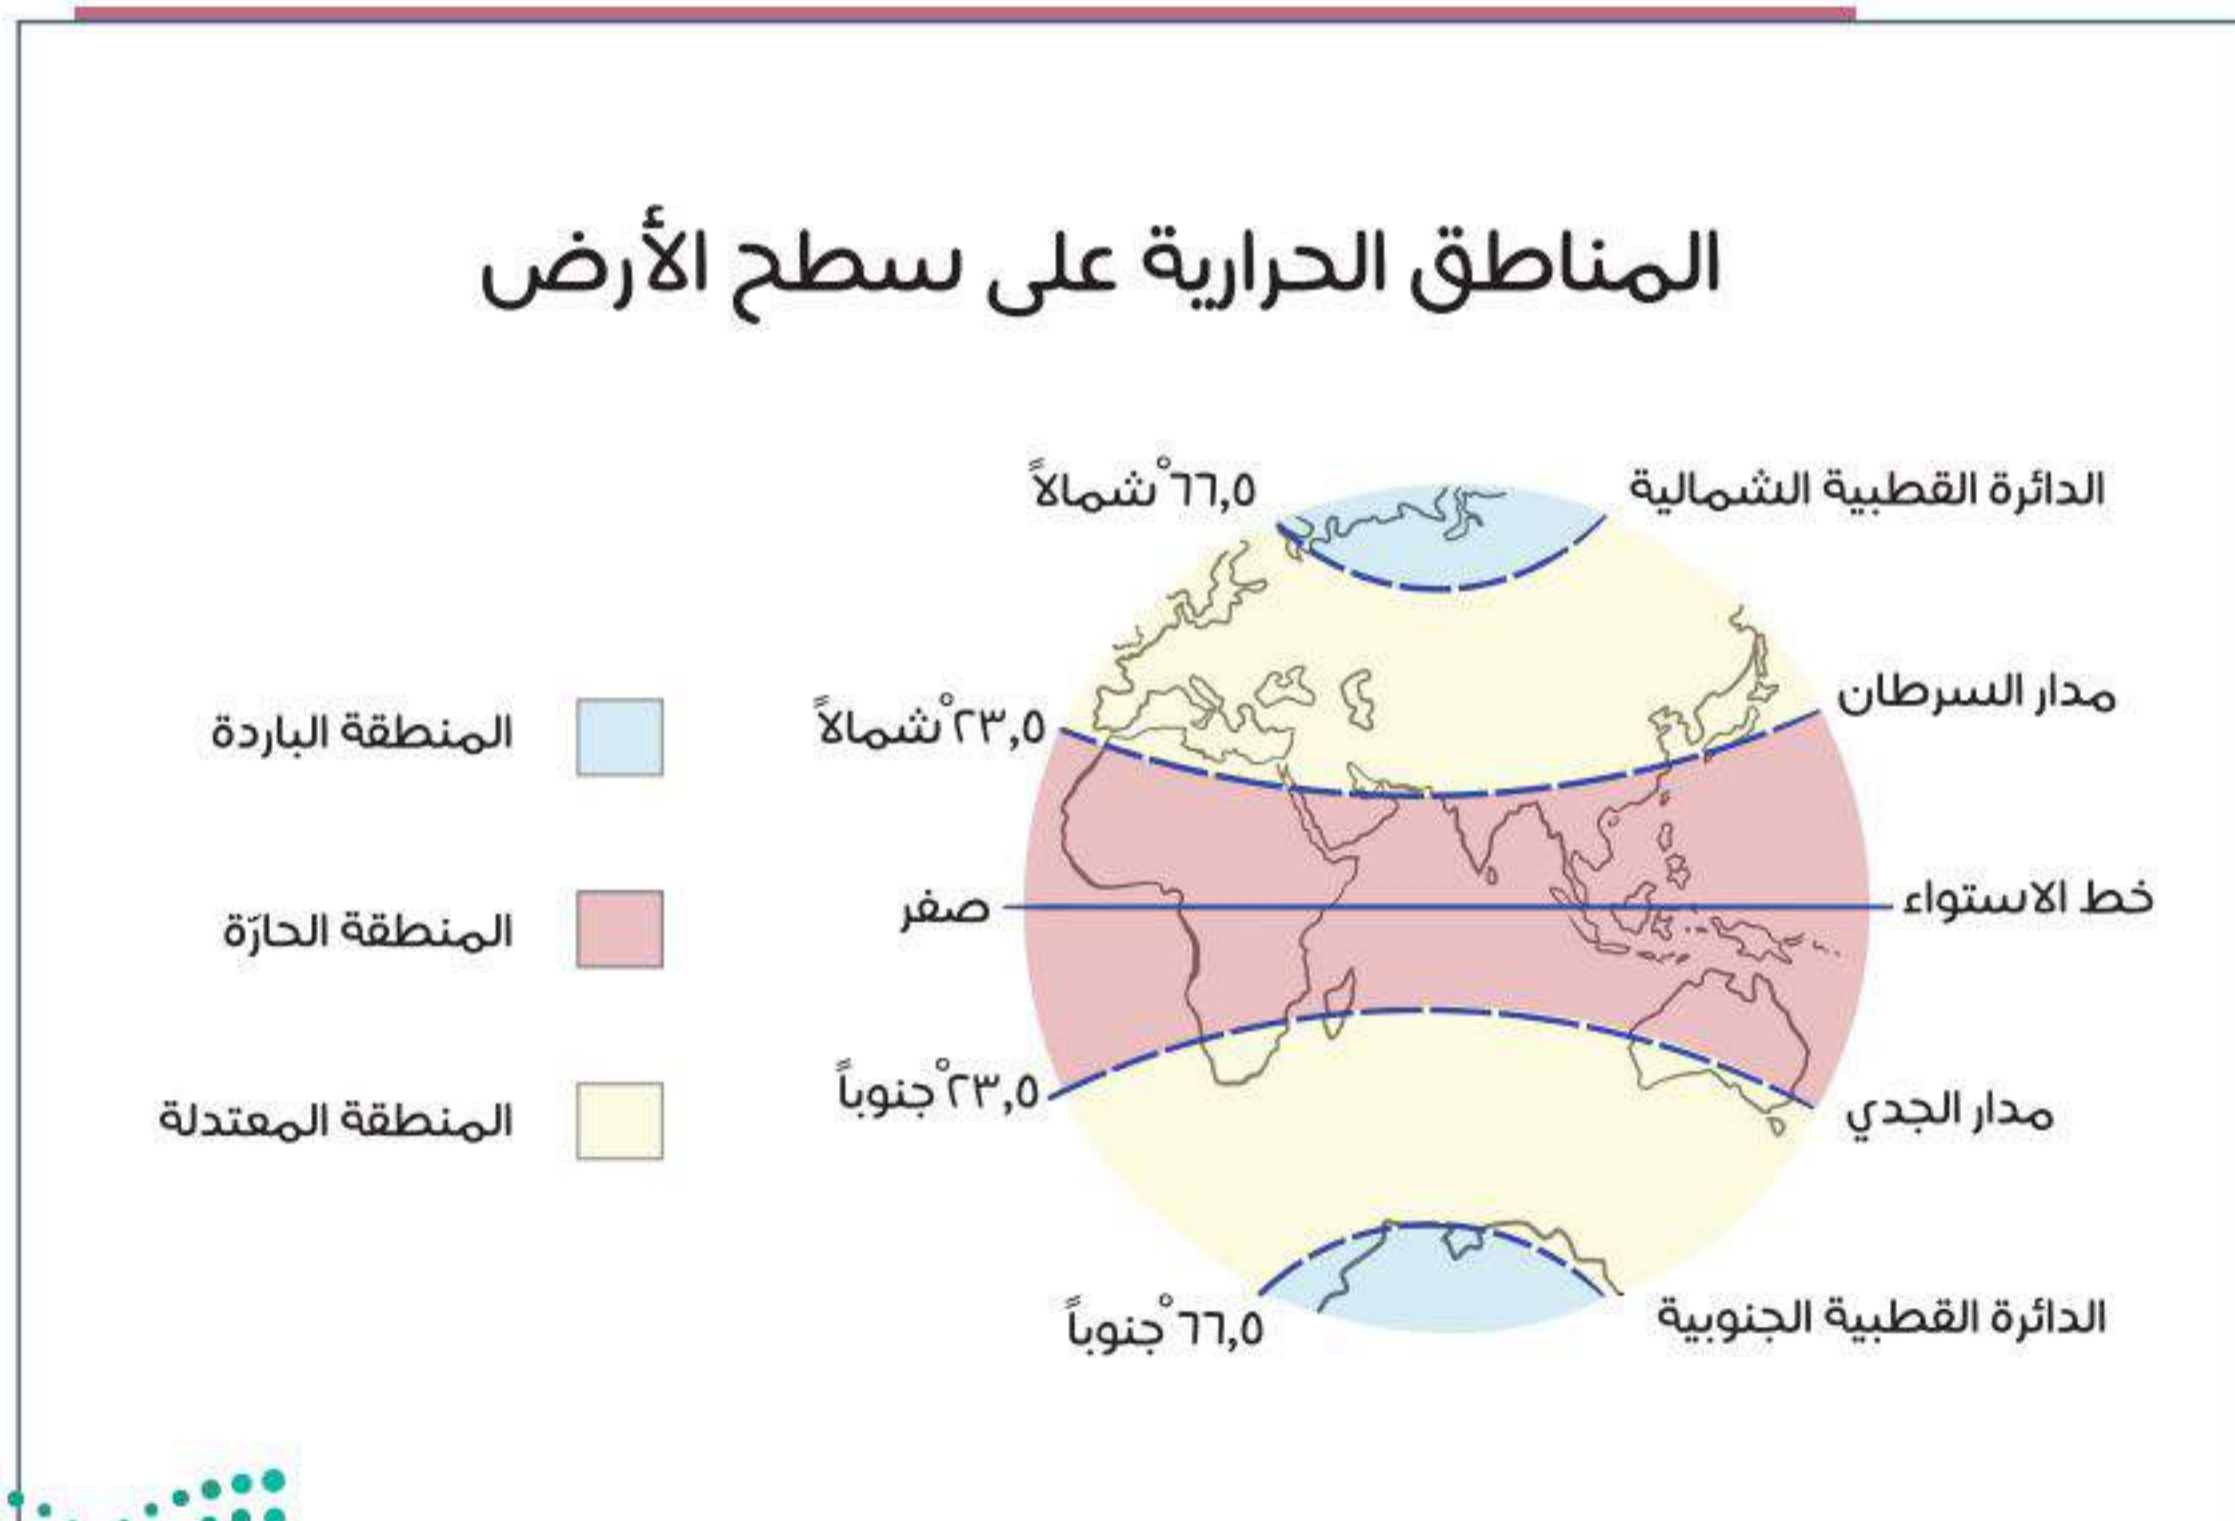 المناطق الحرارية على سطح الأرض
الدائرة القطبية الشمالية
٦٦,٥° شمالاً
مدار السرطان
٢٣,٥° شمالاً
خط الاستواء
صفر
مدار الجدي
٢٣,٥° جنوباً
الدائرة القطبية الجنوبية
٦٦,٥° جنوباً
المنطقة الباردة
المنطقة الحارّة
المنطقة المعتدلة